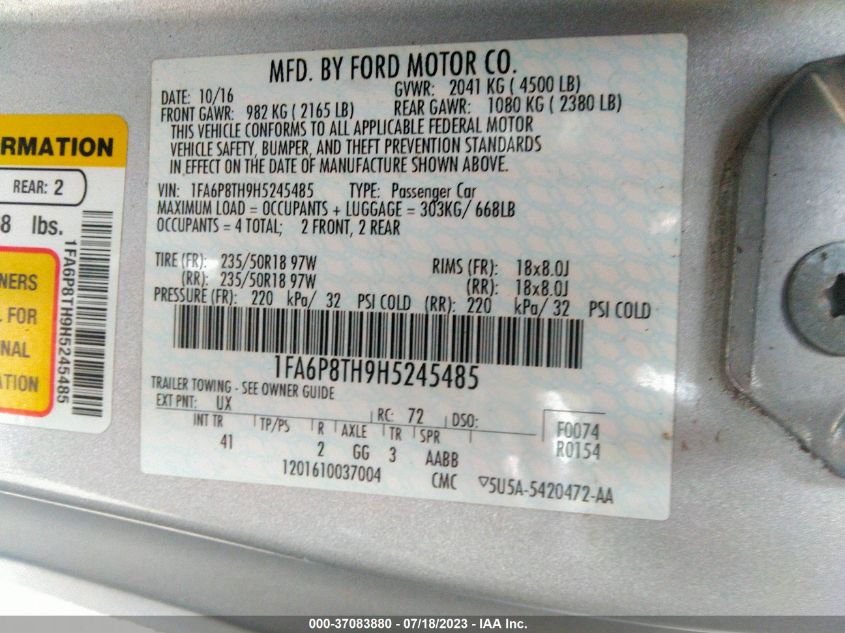 RMATION
REAR: 2
8 lbs.
NERS
L FOR
NAL
1FA6P8TH9H5245485
MFD. BY FORD MOTOR CO.
DATE: 10/16 GVWR: 2041 KG ( 4500 LB)
FRONT GAWR: 982 KG ( 2165 LB) REAR GAWR: 1080 KG ( 2380 LB)
THIS VEHICLE CONFORMS TO ALL APPLICABLE FEDERAL MOTOR
VEHICLE SAFETY, BUMPER, AND THEFT PREVENTION STANDARDS
IN EFFECT ON THE DATE OF MANUFACTURE SHOWN ABOVE.
VIN: 1FA6P8TH9H5245485 TYPE: Passenger Car
MAXIMUM LOAD = OCCUPANTS + LUGGAGE = 303KG/ 668LB
OCCUPANTS = 4 TOTAL; 2 FRONT, 2 REAR
TIRE (FR): 235/50R18 97W RIMS (FR): 18x8.0J
(RR): 235/50R18 97W (RR): 18x8.0J
PRESSURE (FR): 220 kPa/ 32 PSI COLD (RR): 220 kPa/ 32 PSI COLD
1FA6P8TH9H5245485
TRAILER TOWING - SEE OWNER GUIDE
EXT PNT: UX RC: 72 DSO:
INT TR TP/PS R AXLE TR SPR F0074
41 2 GG 3 AABB R0154
1201610037004 CMC ▽5U5A-5420472-AA
000-37083880 - 07/18/2023 - IAA Inc.